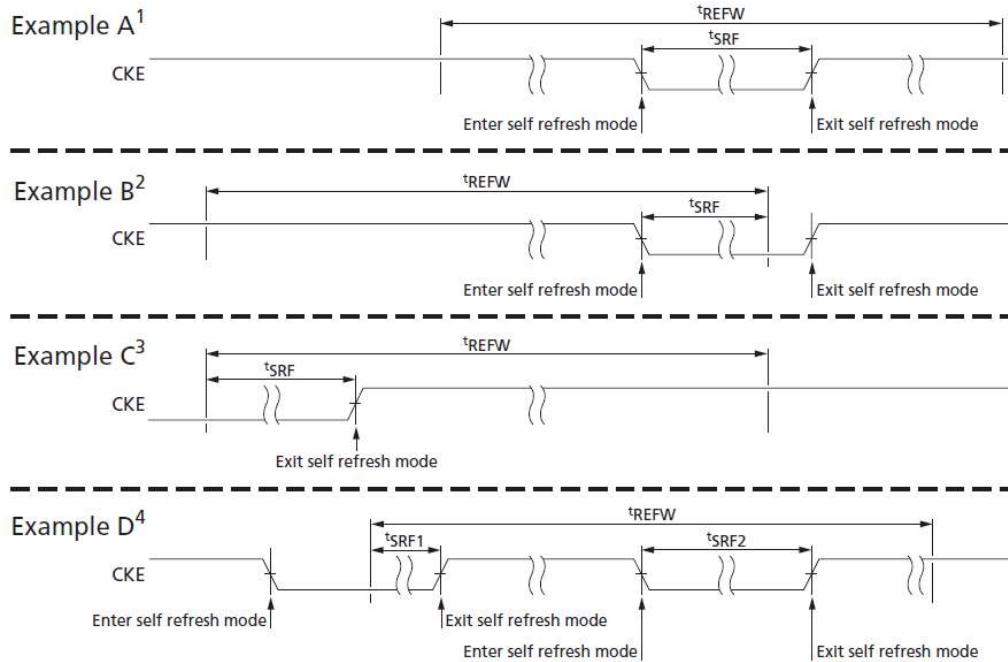 Example A¹
tREFW
tSRF
CKE
Enter self refresh mode
Exit self refresh mode
Example B²
tREFW
tSRF
CKE
Enter self refresh mode
Exit self refresh mode
Example C³
tREFW
tSRF
CKE
Exit self refresh mode
Example D⁴
tREFW
tSRF1
tSRF2
CKE
Enter self refresh mode
Exit self refresh mode
Enter self refresh mode
Exit self refresh mode